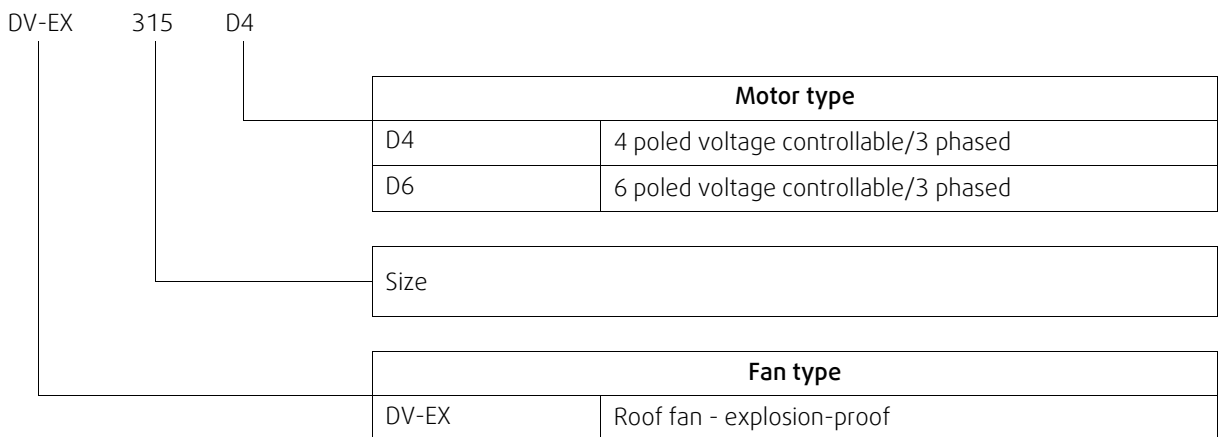 DV-EX 315 D4
Motor type
D4 4 poled voltage controllable/3 phased
D6 6 poled voltage controllable/3 phased
Size
Fan type
DV-EX Roof fan - explosion-proof